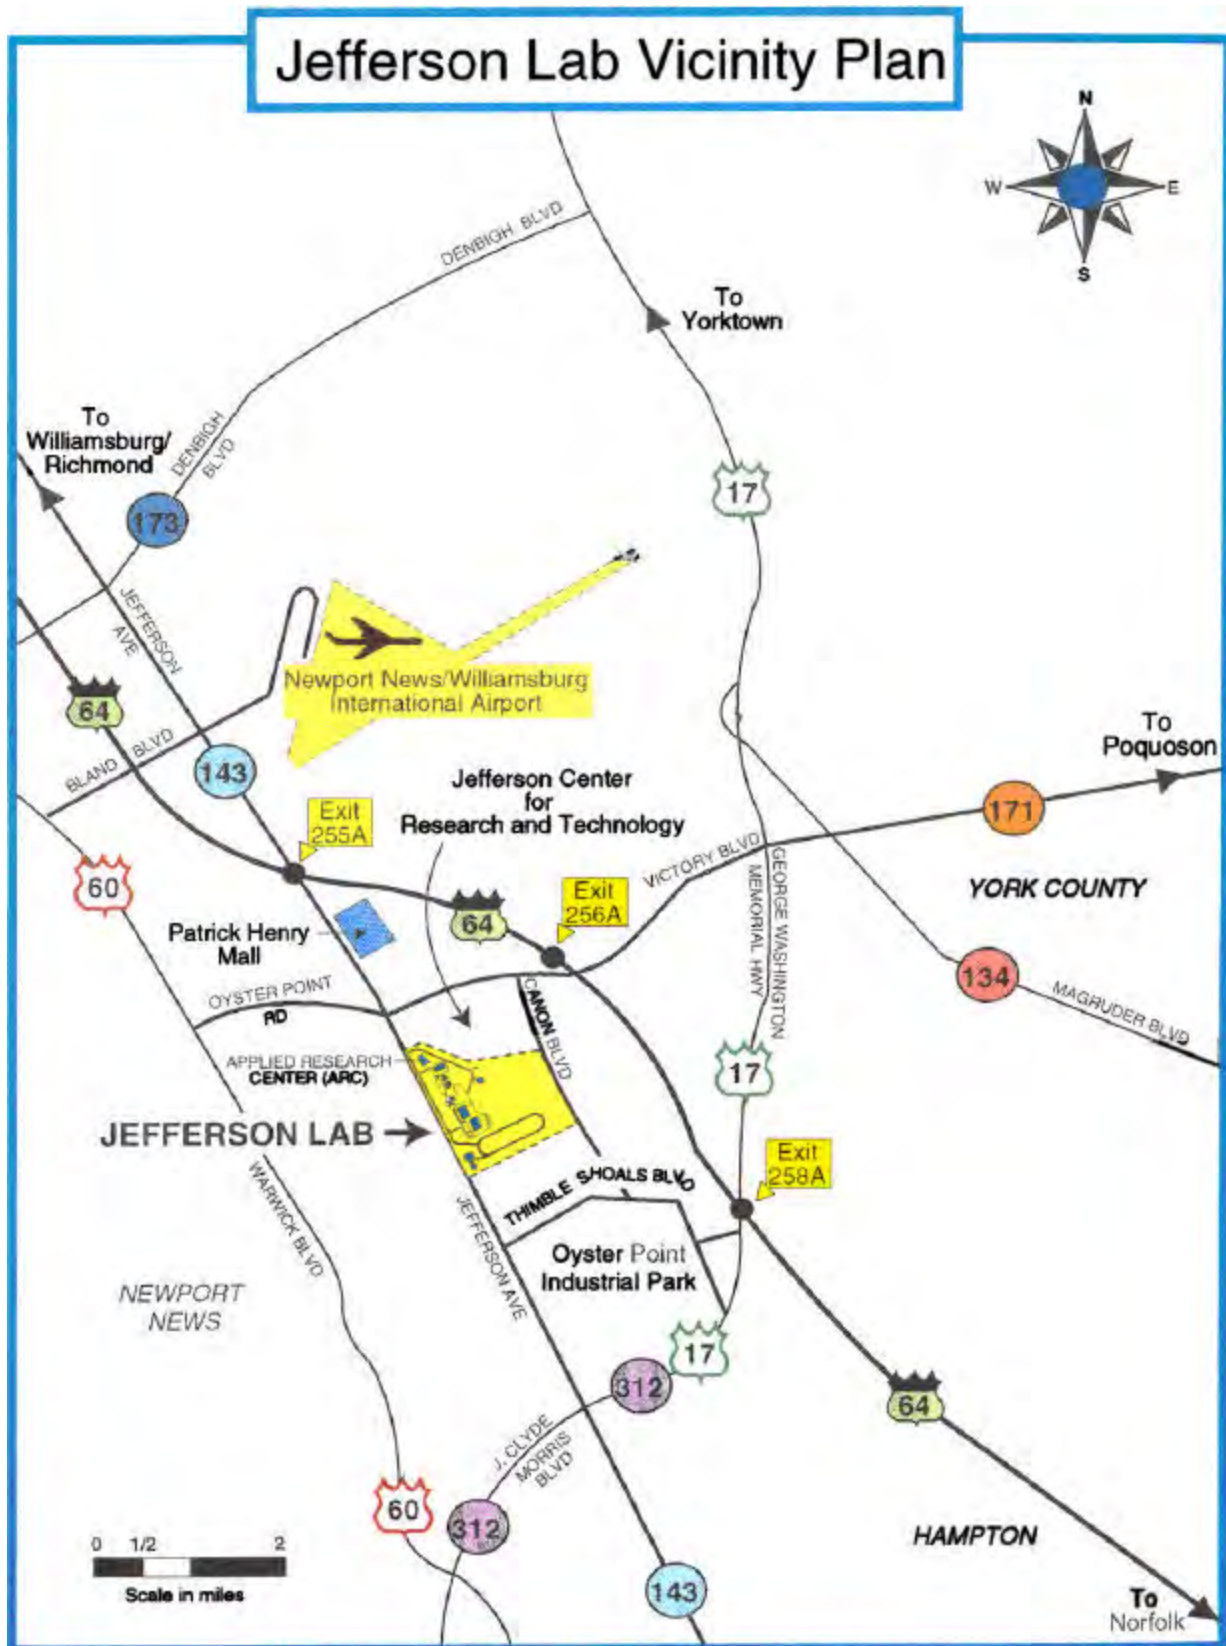 Jefferson Lab Vicinity Plan
N
W
E
S
DENBIGH BLVD
To
Yorktown
To
Williamsburg/
Richmond
DENBIGH
BLVD
17
173
JEFFERSON
AVE
Newport News/Williamsburg
International Airport
64
BLAND BLVD
143
To
Poquoson
Jefferson Center
for
Research and Technology
171
Exit
255A
VICTORY BLVD
GEORGE WASHINGTON
MEMORIAL HWY
60
Exit
256A
YORK COUNTY
64
Patrick Henry
Mall
134
MAGRUDER BLVD
OYSTER POINT
RD
CANON BLVD
APPLIED RESEARCH
CENTER (ARC)
17
JEFFERSON LAB
Exit
258A
THIMBLE SHOALS BLVD
WARWICK BLVD
JEFFERSON AVE
Oyster Point
Industrial Park
NEWPORT
NEWS
17
312
64
J. CLYDE
MORRIS
BLVD
60
312
HAMPTON
0 1/2 2
Scale in miles
143
To
Norfolk